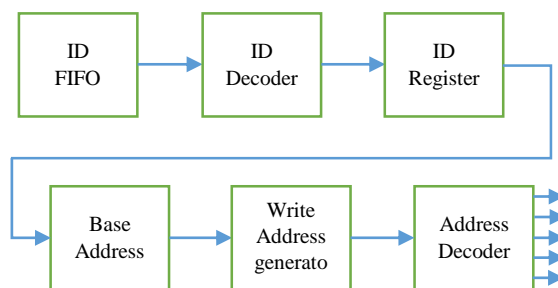 ID
FIFO
ID
Decoder
ID
Register
Base
Address
Write
Address
generato
Address
Decoder